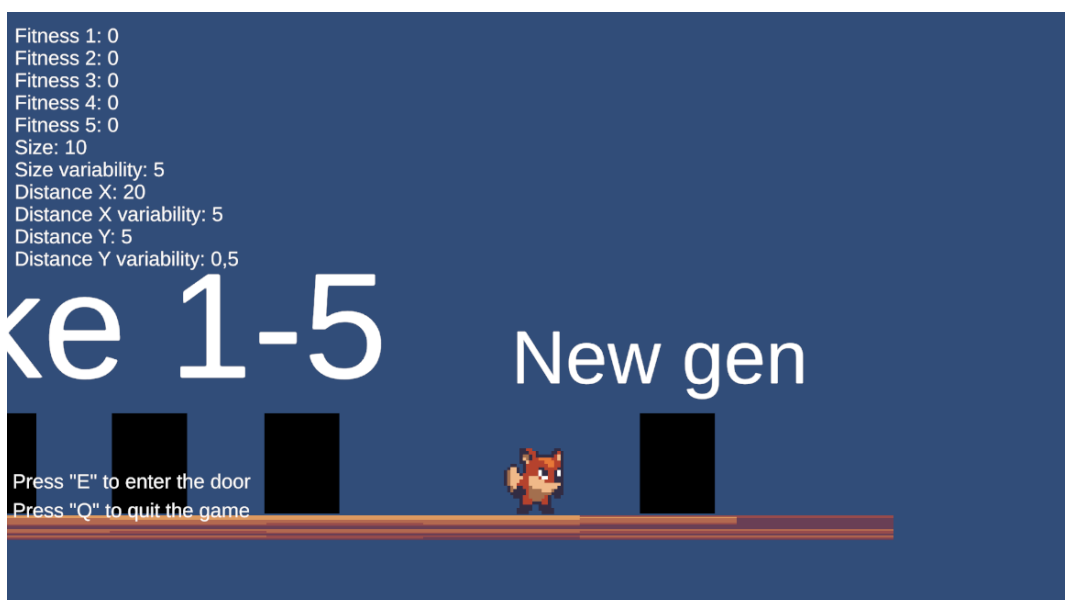 Fitness 1: 0
Fitness 2: 0
Fitness 3: 0
Fitness 4: 0
Fitness 5: 0
Size: 10
Size variability: 5
Distance X: 20
Distance X variability: 5
Distance Y: 5
Distance Y variability: 0,5
ke 1-5
New gen
Press "E" to enter the door
Press "Q" to quit the game